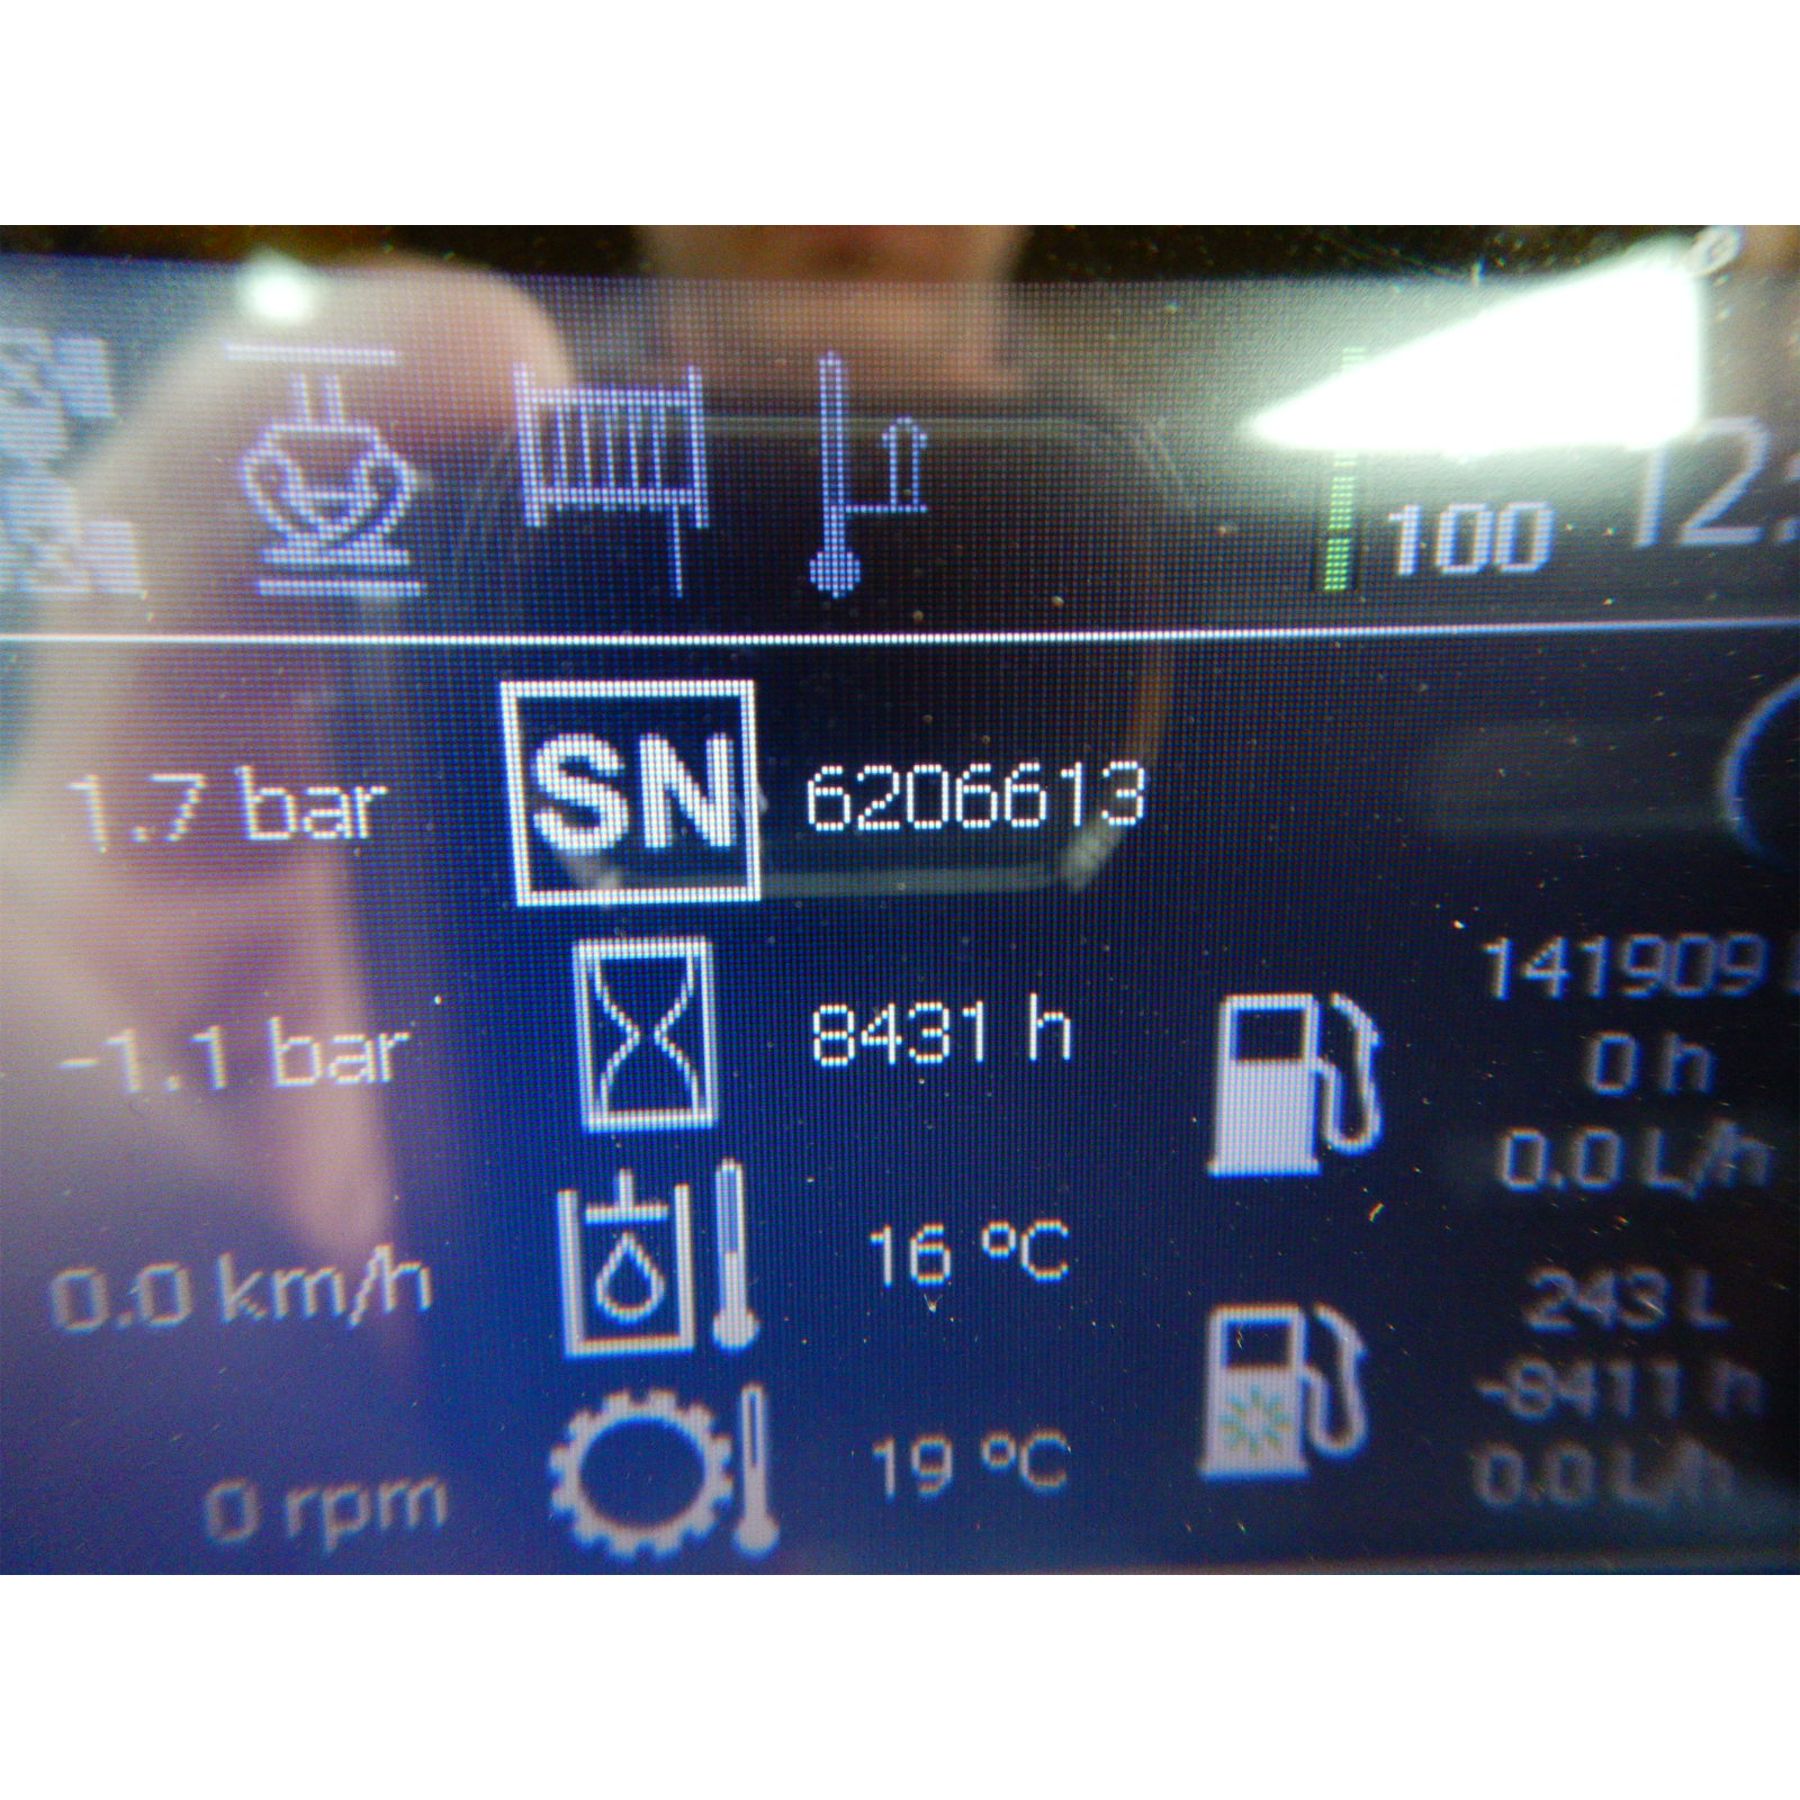 100
12
1.7 bar
SN
6206613
141909
-1.1 bar
8431 h
0 h
0.0 L/h
0.0 km/h
16 °C
243 L
-8411 h
0 rpm
19 °C
0.0 L/h